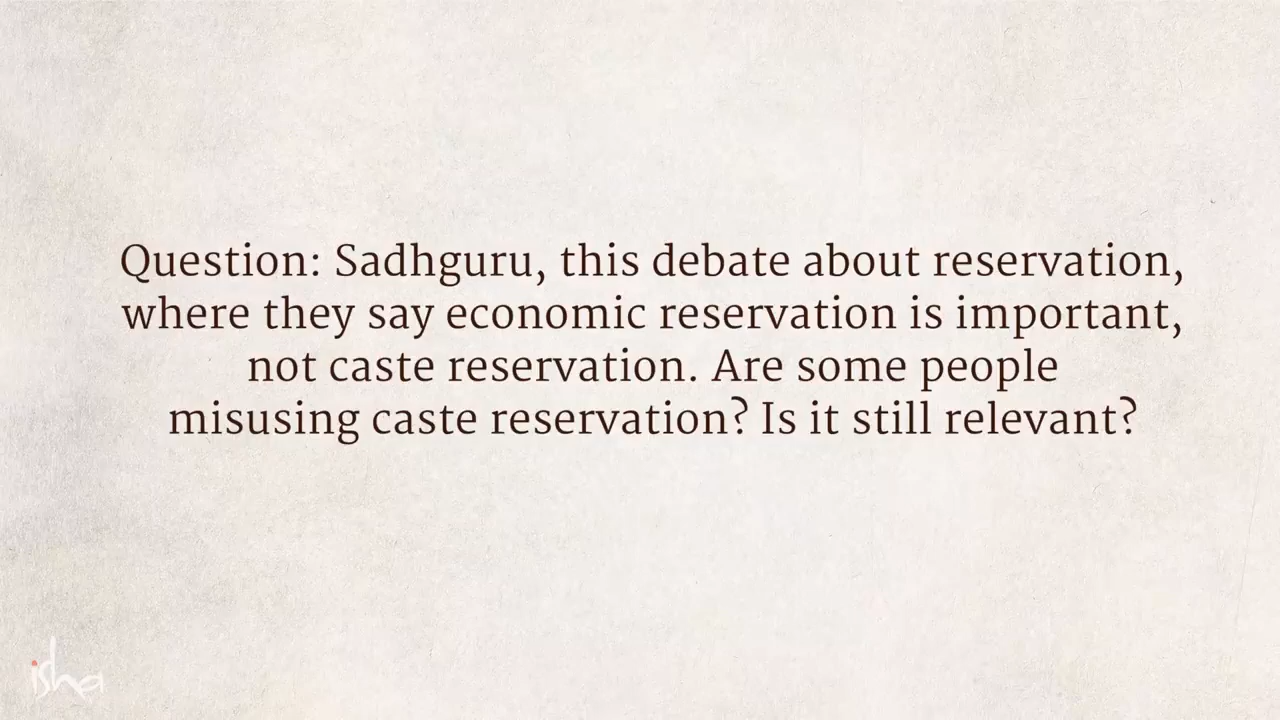 Question: Sadhguru, this debate about reservation,
where they say economic reservation is important,
not caste reservation. Are some people
misusing caste reservation? Is it still relevant?
isha